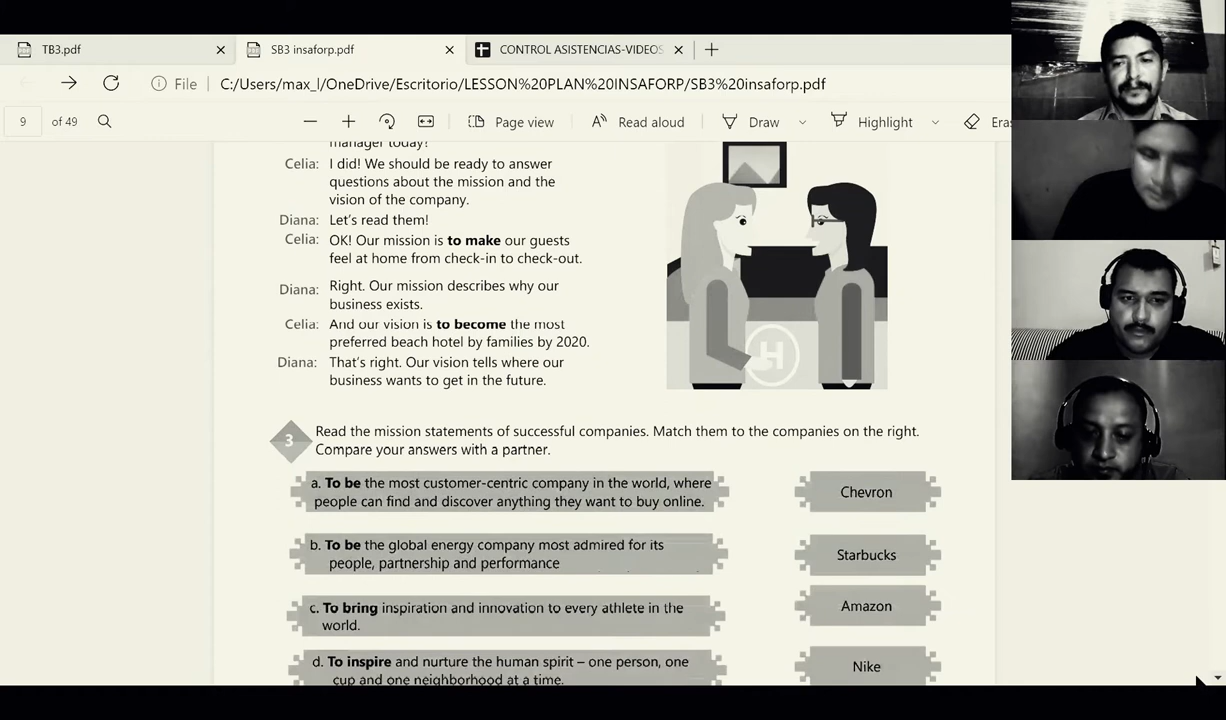 TB3.pdf
SB3 insaforp.pdf
CONTROL ASISTENCIAS-VIDEOS
File C:/Users/max_l/OneDrive/Escritorio/LESSON%20PLAN%20INSAFORP/SB3%20insaforp.pdf
9 of 49
Page view
Read aloud
Draw
Highlight
manager today?
Celia: I did! We should be ready to answer
questions about the mission and the
vision of the company.
Diana: Let's read them!
Celia: OK! Our mission is to make our guests
feel at home from check-in to check-out.
Diana: Right. Our mission describes why our
business exists.
Celia: And our vision is to become the most
preferred beach hotel by families by 2020.
Diana: That's right. Our vision tells where our
business wants to get in the future.
H
3 Read the mission statements of successful companies. Match them to the companies on the right.
Compare your answers with a partner.
a. To be the most customer-centric company in the world, where
people can find and discover anything they want to buy online.
Chevron
b. To be the global energy company most admired for its
people, partnership and performance
Starbucks
c. To bring inspiration and innovation to every athlete in the
world.
Amazon
d. To inspire and nurture the human spirit – one person, one
cup and one neighborhood at a time.
Nike